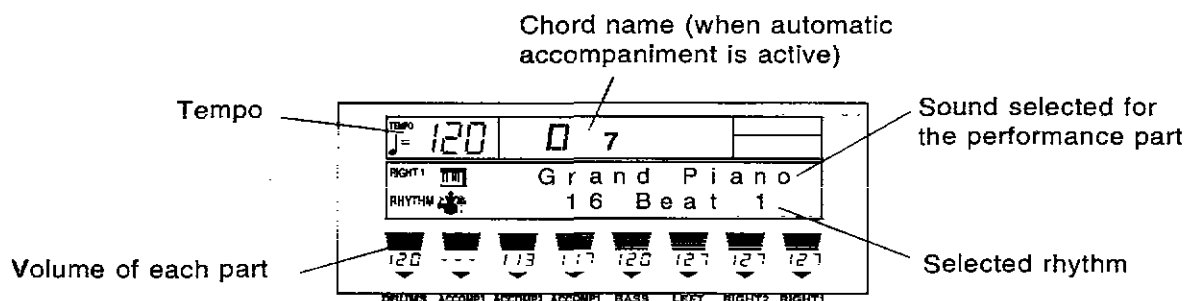 Chord name (when automatic
accompaniment is active)
Tempo
Sound selected for
the performance part
TEMPO
♩= 120
D 7
RIGHT 1 Grand Piano
RHYTHM 16 Beat 1
Volume of each part
120 --- 113 117 120 127 127 127
Selected rhythm
DRUMS ACCOMP1 ACCOMP2 BASS LEFT RIGHT2 RIGHT1